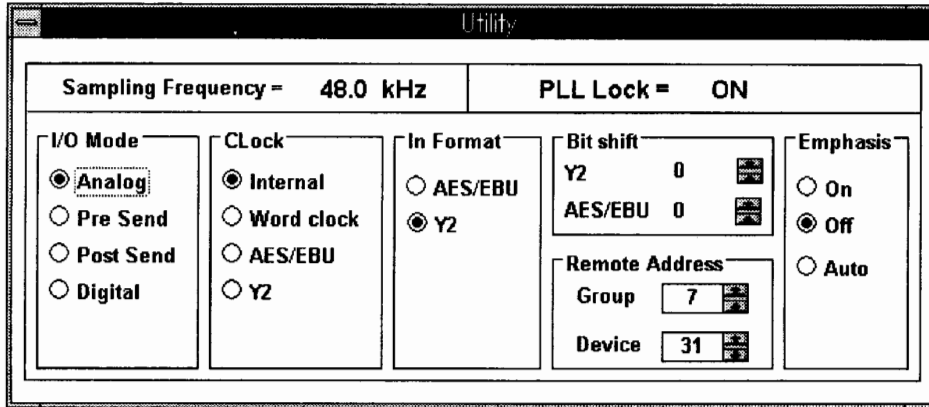 Utility
Sampling Frequency = 48.0 kHz
PLL Lock = ON
I/O Mode
Analog
Pre Send
Post Send
Digital
CLock
Internal
Word clock
AES/EBU
Y2
In Format
AES/EBU
Y2
Bit shift
Y2 0
AES/EBU 0
Remote Address
Group 7
Device 31
Emphasis
On
Off
Auto